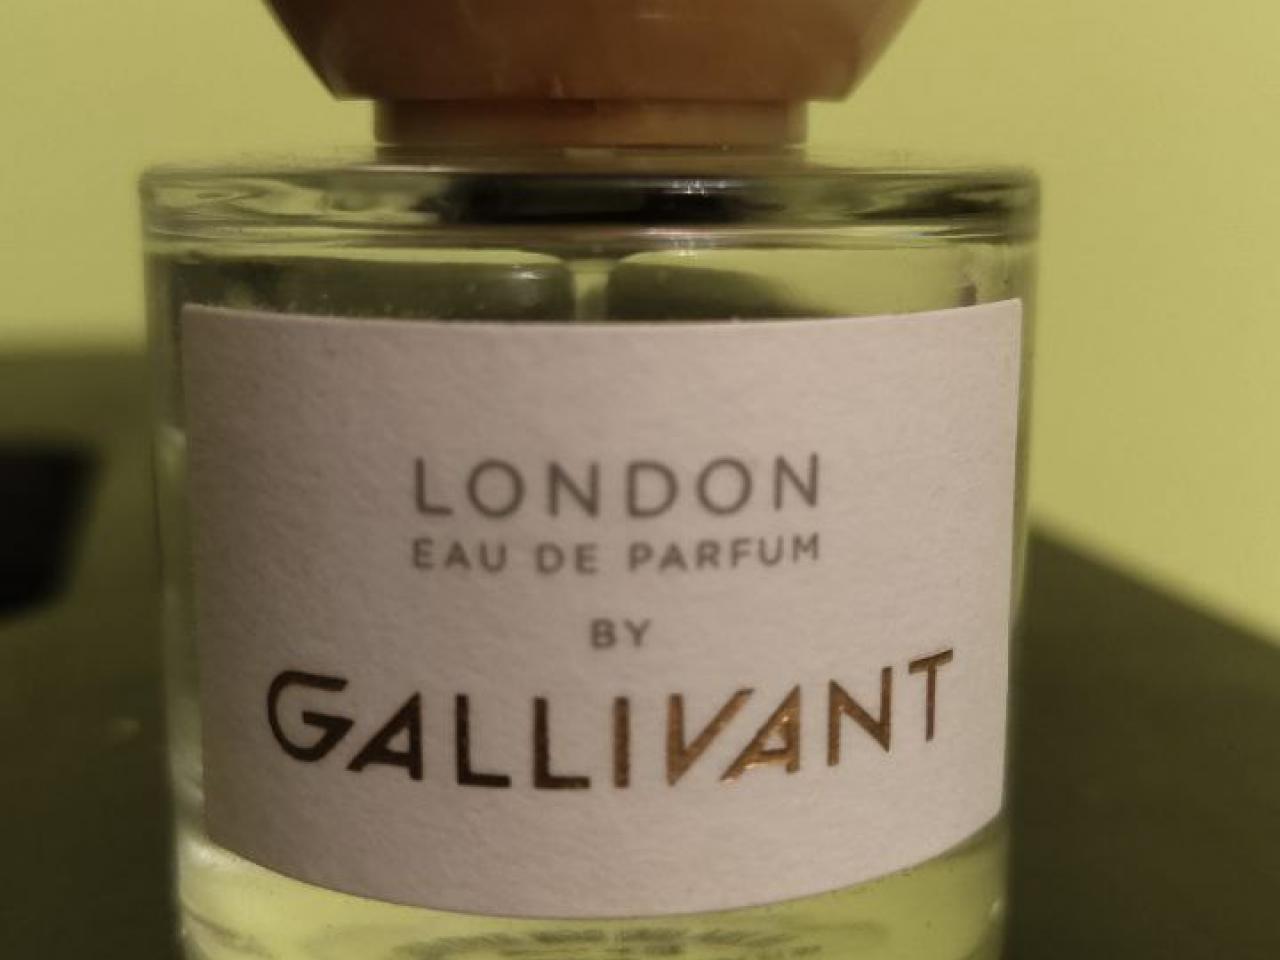 LONDON
EAU DE PARFUM
BY
GALLIVANT